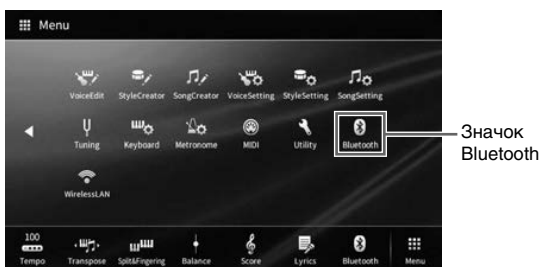 Menu
VoiceEdit StyleCreator SongCreator VoiceSetting StyleSetting SongSetting
Tuning Keyboard Metronome MIDI Utility Bluetooth
WirelessLAN
100
Tempo Transpose Split&Fingering Balance Score Lyrics Bluetooth Menu
Значок
Bluetooth